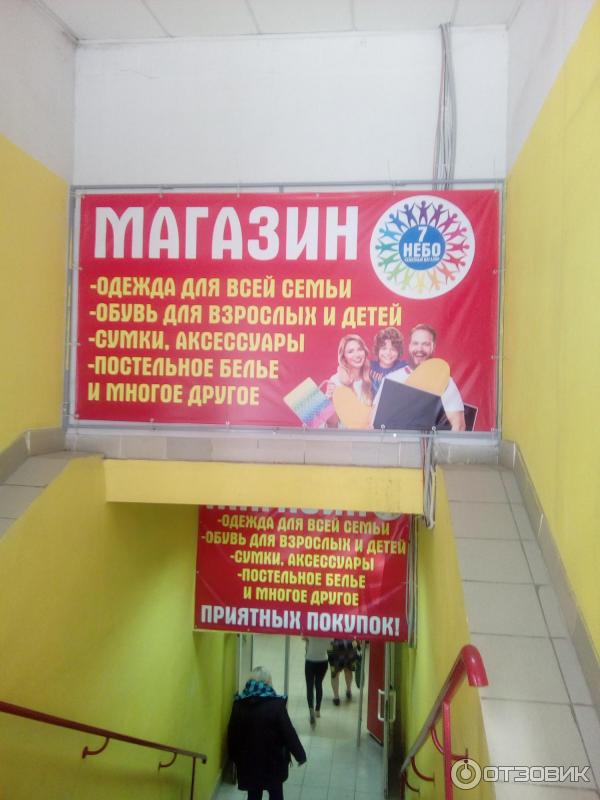 МАГАЗИН
7
НЕБО
-ОДЕЖДА ДЛЯ ВСЕЙ СЕМЬИ
-ОБУВЬ ДЛЯ ВЗРОСЛЫХ И ДЕТЕЙ
-СУМКИ, АКСЕССУАРЫ
-ПОСТЕЛЬНОЕ БЕЛЬЕ
И МНОГОЕ ДРУГОЕ
-ОДЕЖДА ДЛЯ ВСЕЙ СЕМЬИ
-ОБУВЬ ДЛЯ ВЗРОСЛЫХ И ДЕТЕЙ
-СУМКИ, АКСЕССУАРЫ
-ПОСТЕЛЬНОЕ БЕЛЬЕ
И МНОГОЕ ДРУГОЕ
ПРИЯТНЫХ ПОКУПОК!
ОТЗОВИК